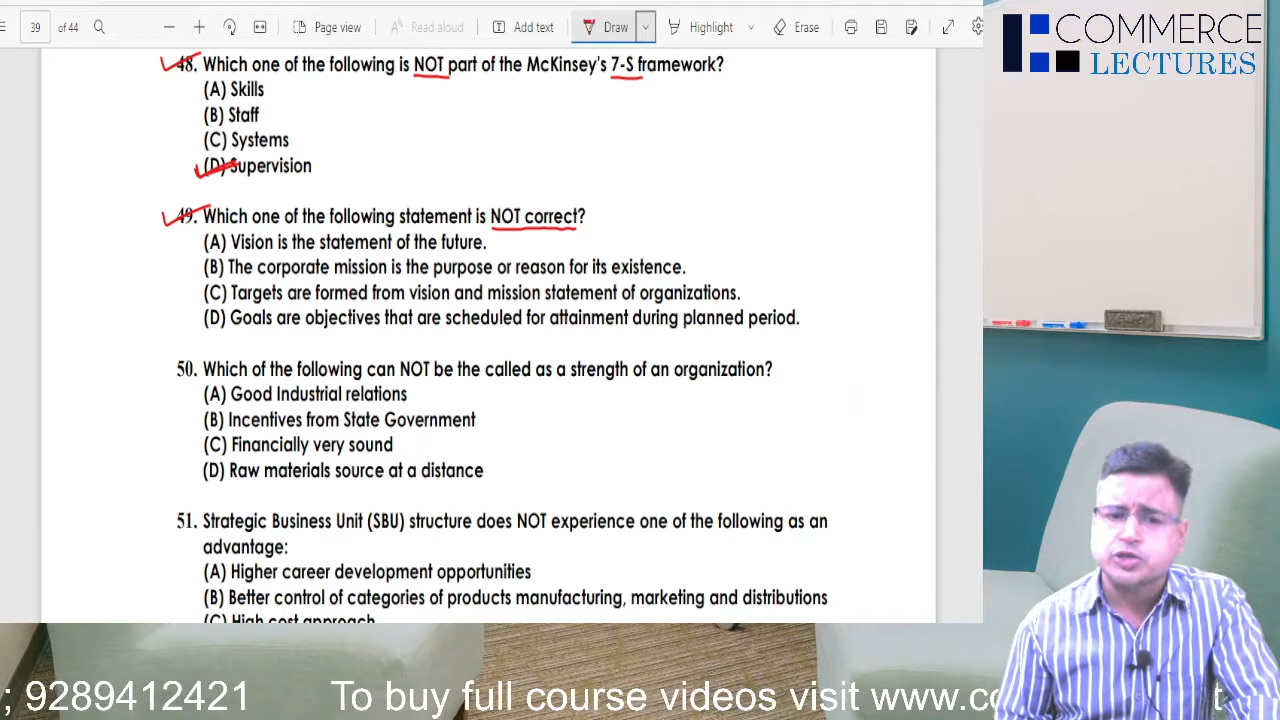 39 of 44 Page view Read aloud Add text Draw Highlight Erase
COMMERCE
LECTURES
48. Which one of the following is NOT part of the McKinsey's 7-S framework?
(A) Skills
(B) Staff
(C) Systems
(D) Supervision
49. Which one of the following statement is NOT correct?
(A) Vision is the statement of the future.
(B) The corporate mission is the purpose or reason for its existence.
(C) Targets are formed from vision and mission statement of organizations.
(D) Goals are objectives that are scheduled for attainment during planned period.
50. Which of the following can NOT be the called as a strength of an organization?
(A) Good Industrial relations
(B) Incentives from State Government
(C) Financially very sound
(D) Raw materials source at a distance
51. Strategic Business Unit (SBU) structure does NOT experience one of the following as an
advantage:
(A) Higher career development opportunities
(B) Better control of categories of products manufacturing, marketing and distributions
(C) High cost approach
; 9289412421 To buy full course videos visit